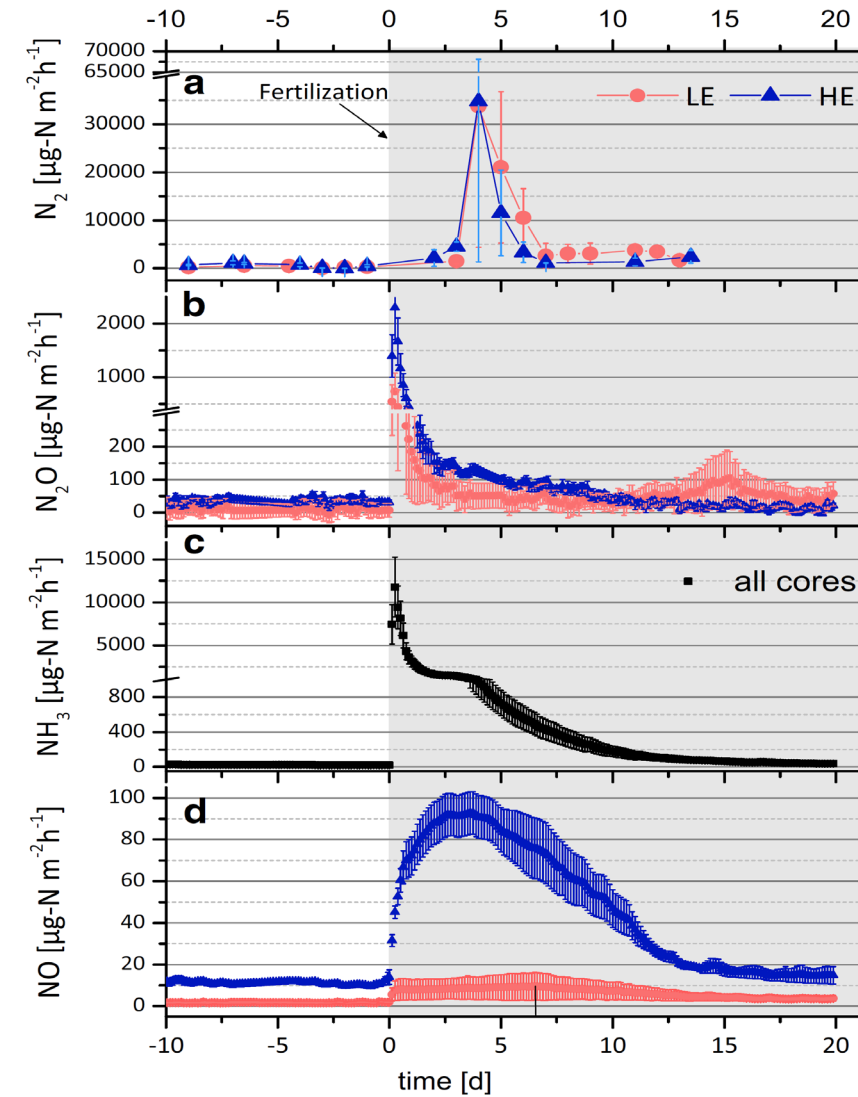 -10 -5 0 5 10 15 20
70000
65000
30000
20000
10000
0
N₂ [µg-N m⁻²h⁻¹]
a
Fertilization
LE HE
2000
1000
200
100
0
N₂O [µg-N m⁻²h⁻¹]
b
15000
12500
10000
7500
5000
2500
800
400
0
NH₃ [µg-N m⁻²h⁻¹]
c
all cores
100
80
60
40
20
0
NO [µg-N m⁻²h⁻¹]
d
-10 -5 0 5 10 15 20
time [d]